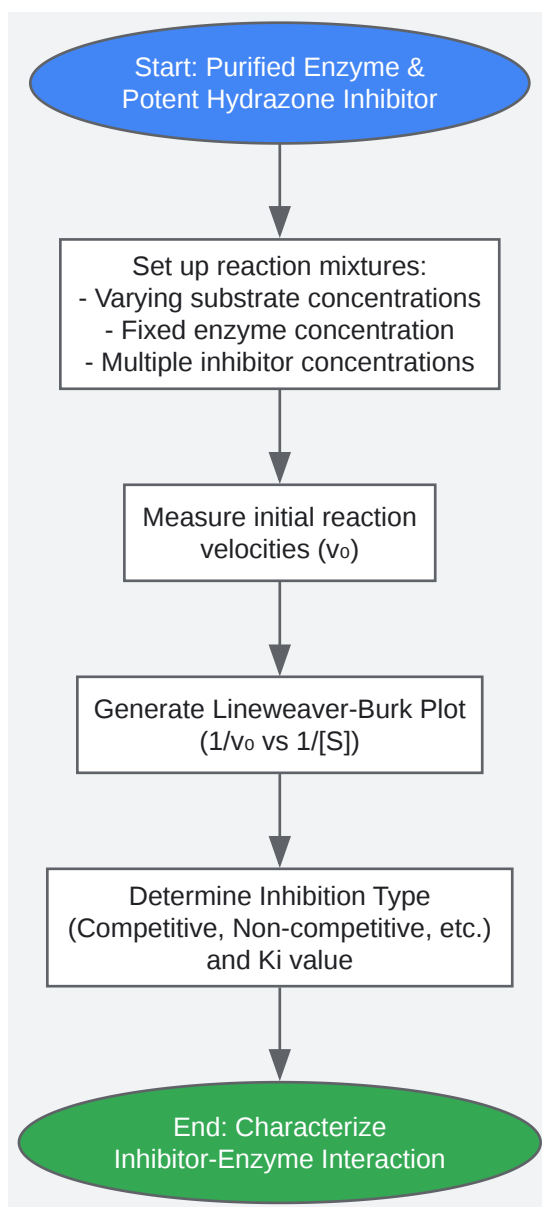 Start: Purified Enzyme &
Potent Hydrazone Inhibitor
Set up reaction mixtures:
- Varying substrate concentrations
- Fixed enzyme concentration
- Multiple inhibitor concentrations
Measure initial reaction
velocities (v₀)
Generate Lineweaver-Burk Plot
(1/v₀ vs 1/[S])
Determine Inhibition Type
(Competitive, Non-competitive, etc.)
and Ki value
End: Characterize
Inhibitor-Enzyme Interaction